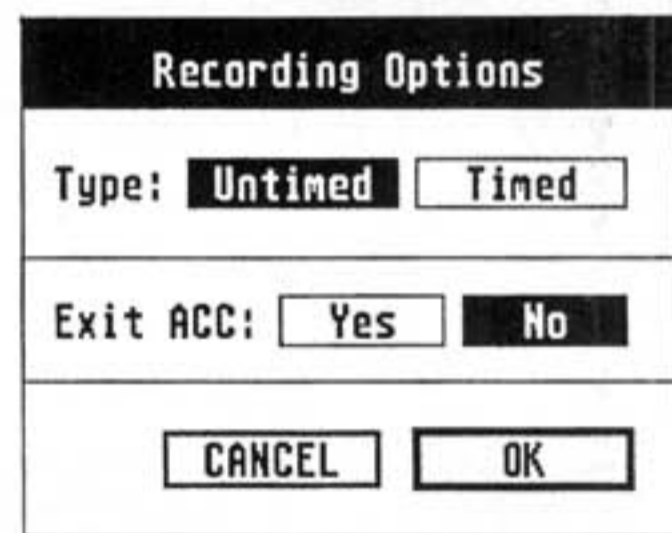 Recording Options
Type: Untimed Timed
Exit ACC: Yes No
CANCEL OK